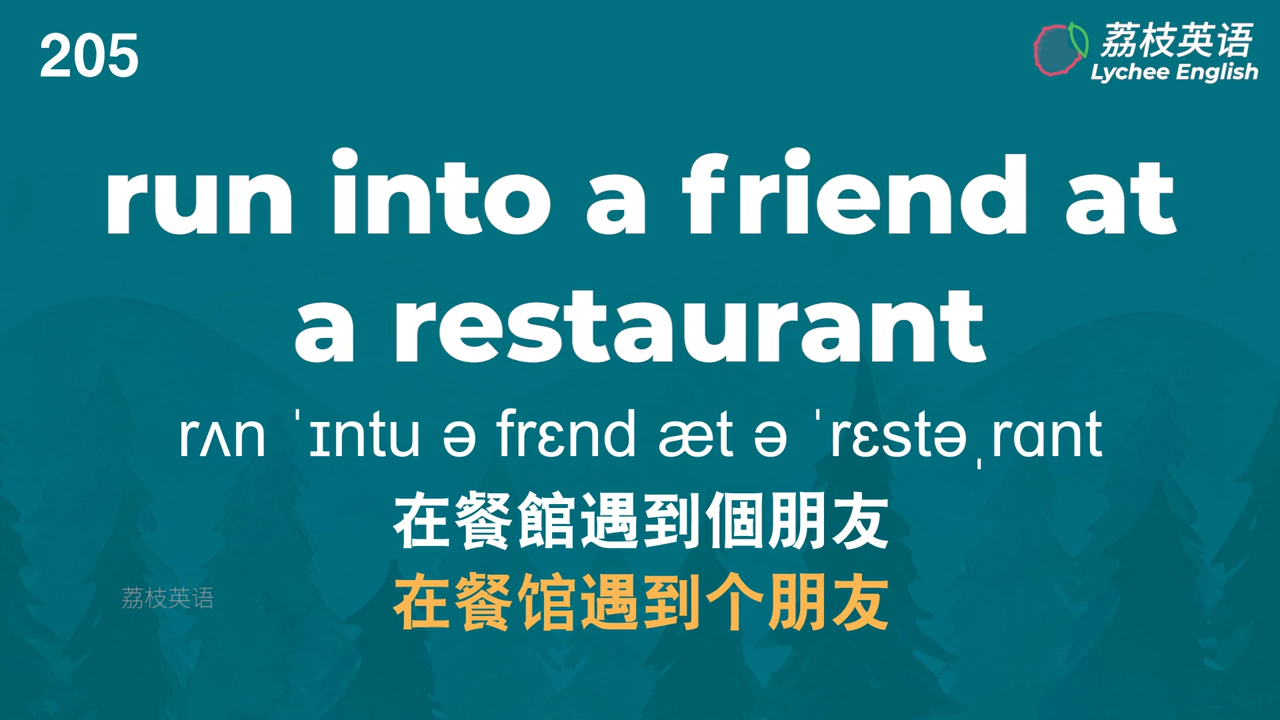 205
荔枝英语
Lychee English
run into a friend at
a restaurant
rʌn ˈɪntu ə frɛnd æt ə ˈrɛstəˌrɑnt
在餐館遇到個朋友
在餐馆遇到个朋友
荔枝英语